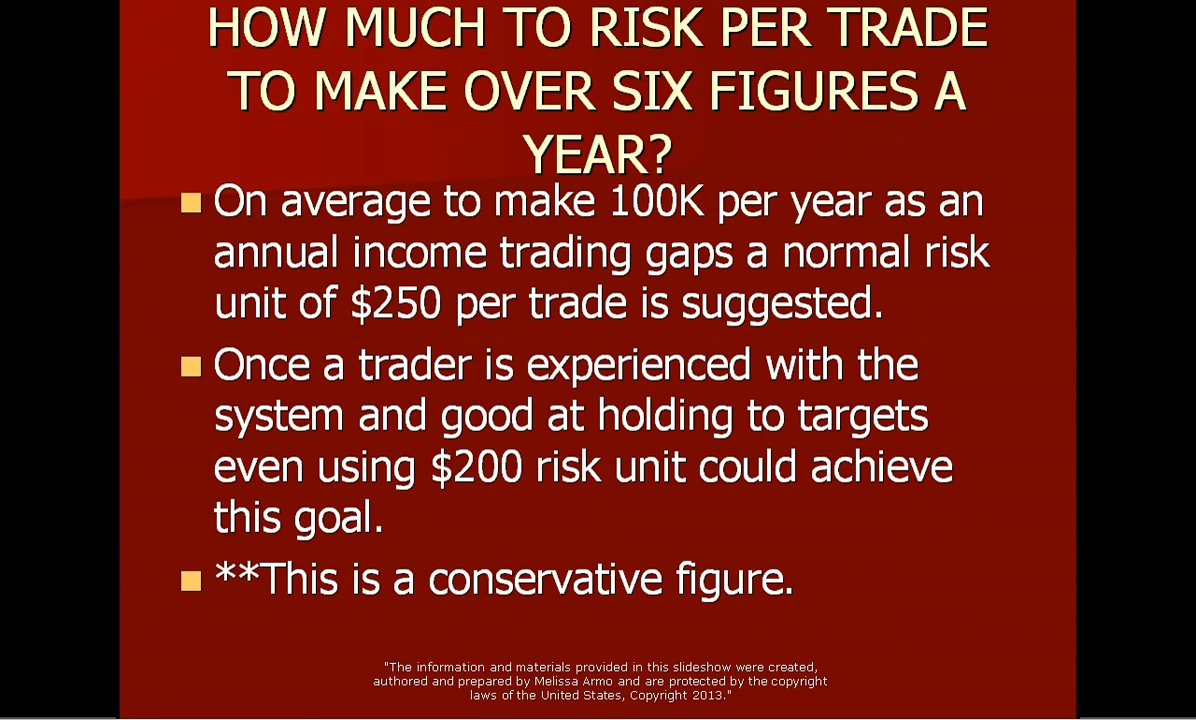 HOW MUCH TO RISK PER TRADE
TO MAKE OVER SIX FIGURES A
YEAR?
On average to make 100K per year as an
annual income trading gaps a normal risk
unit of $250 per trade is suggested.
Once a trader is experienced with the
system and good at holding to targets
even using $200 risk unit could achieve
this goal.
**This is a conservative figure.
"The information and materials provided in this slideshow were created,
authored and prepared by Melissa Armo and are protected by the copyright
laws of the United States, Copyright 2013."